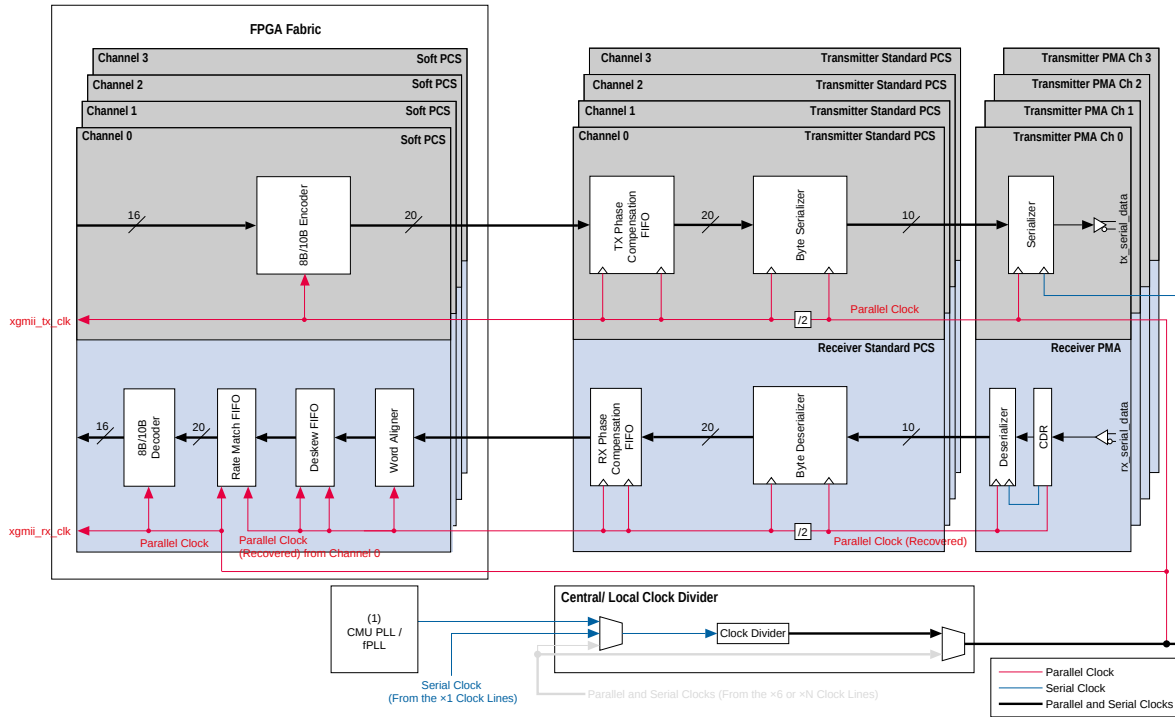 FPGA Fabric
Channel 3
Soft PCS
Channel 2
Soft PCS
Channel 1
Soft PCS
Channel 0
Soft PCS
16
8B/10B Encoder
20
xgmii_tx_clk
16
8B/10B
Decoder
20
Rate Match FIFO
Deskew FIFO
Word Aligner
xgmii_rx_clk
Parallel Clock
Parallel Clock
(Recovered) from Channel 0
Channel 3
Transmitter Standard PCS
Channel 2
Transmitter Standard PCS
Channel 1
Transmitter Standard PCS
Channel 0
Transmitter Standard PCS
TX Phase
Compensation
FIFO
20
Byte Serializer
10
/2
Parallel Clock
Receiver Standard PCS
RX Phase
Compensation
FIFO
20
Byte Deserializer
10
/2
Parallel Clock (Recovered)
Transmitter PMA Ch 3
Transmitter PMA Ch 2
Transmitter PMA Ch 1
Transmitter PMA Ch 0
Serializer
tx_serial_data
Receiver PMA
Deserializer
CDR
rx_serial_data
(1)
CMU PLL /
fPLL
Central/ Local Clock Divider
Clock Divider
Serial Clock
(From the ×1 Clock Lines)
Parallel and Serial Clocks (From the ×6 or ×N Clock Lines)
Parallel Clock
Serial Clock
Parallel and Serial Clocks